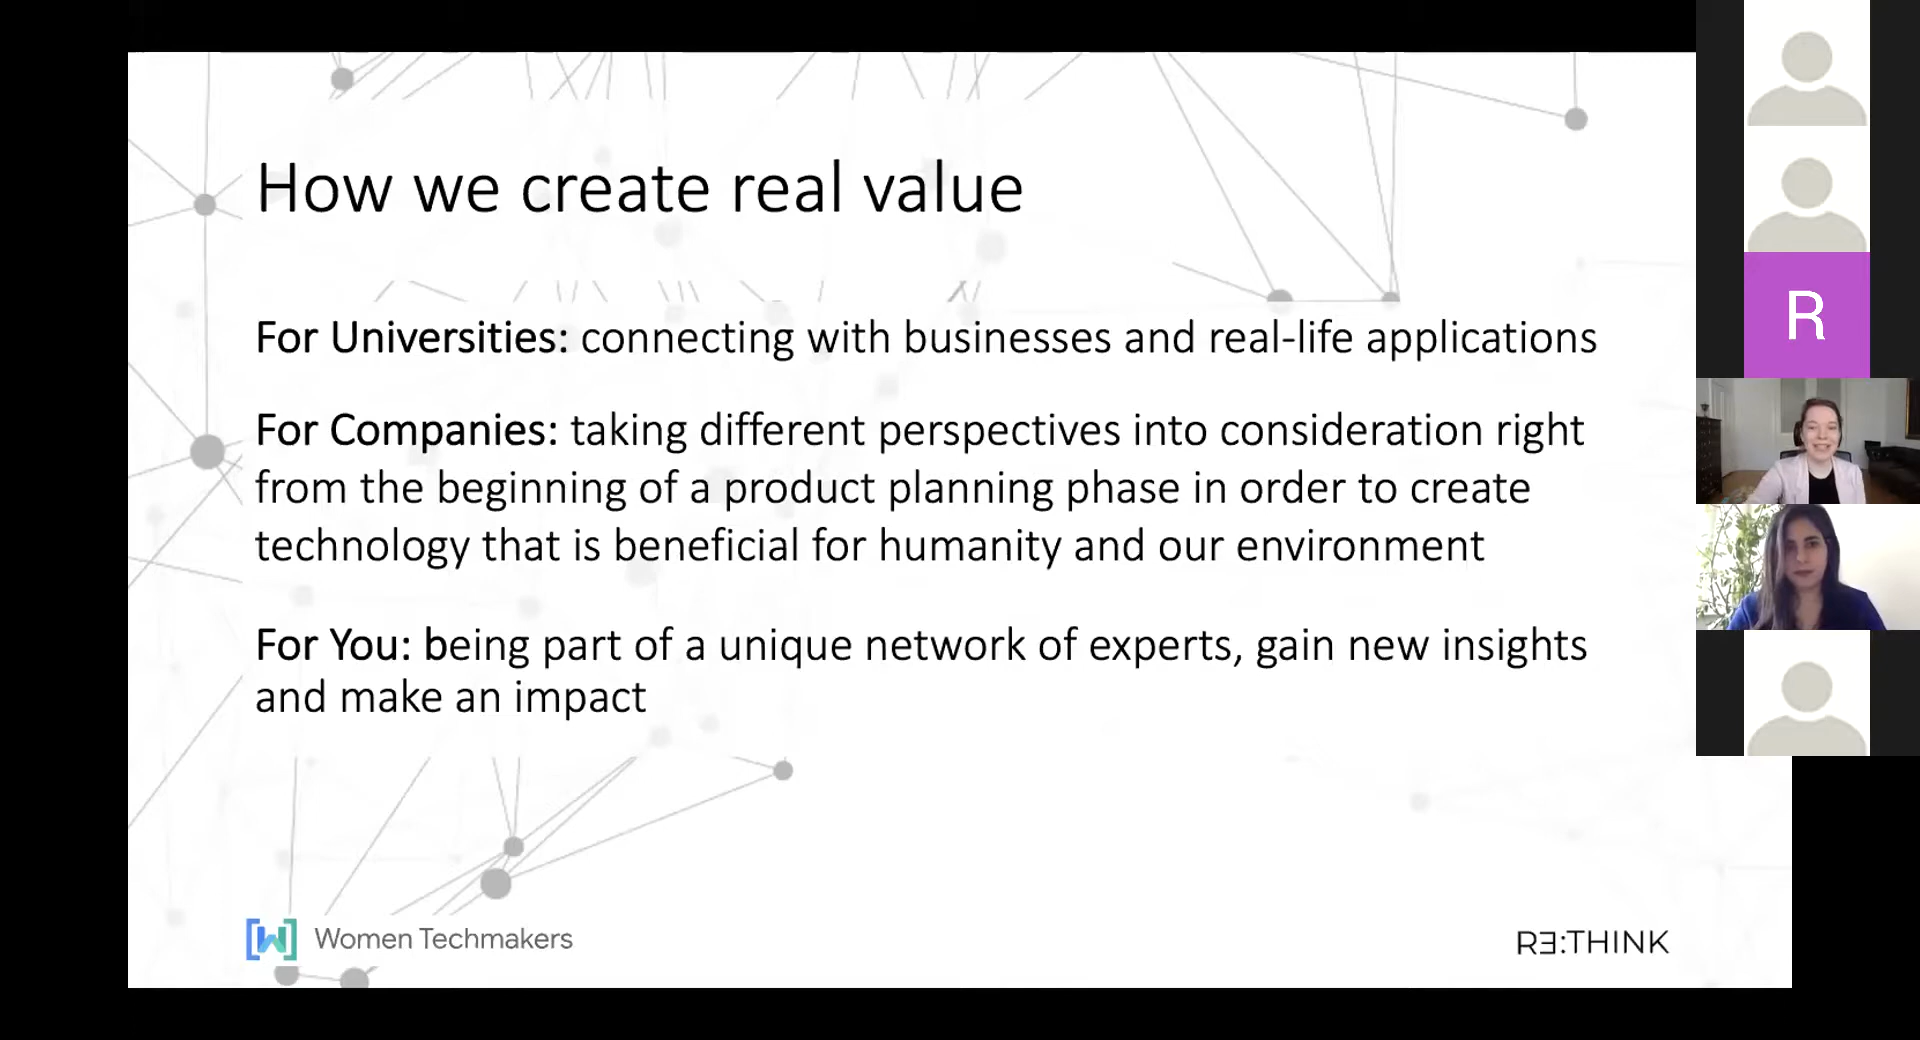 How we create real value
For Universities: connecting with businesses and real-life applications
For Companies: taking different perspectives into consideration right
from the beginning of a product planning phase in order to create
technology that is beneficial for humanity and our environment
For You: being part of a unique network of experts, gain new insights
and make an impact
Women Techmakers
RƎ:THINK
R